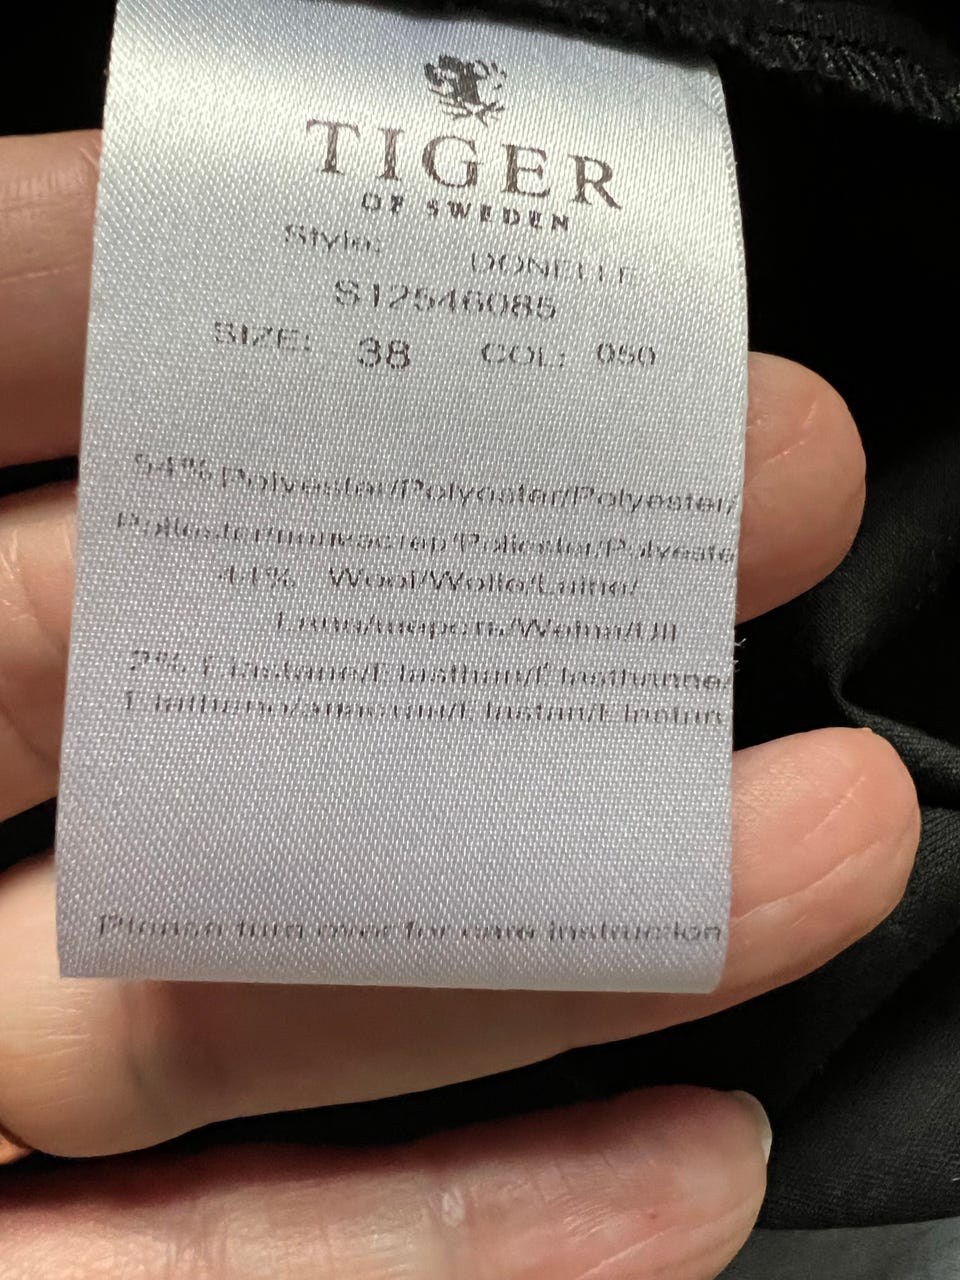 TIGER
OF SWEDEN
Style: DONELLE
S12546085
SIZE: 38 COL: 050
54% Polyester/Polyester/Polyester/
44% Wool/Wolle/Laine/
2% Elastane/Elasthan/Elasthanne/
Please turn over for care instruction